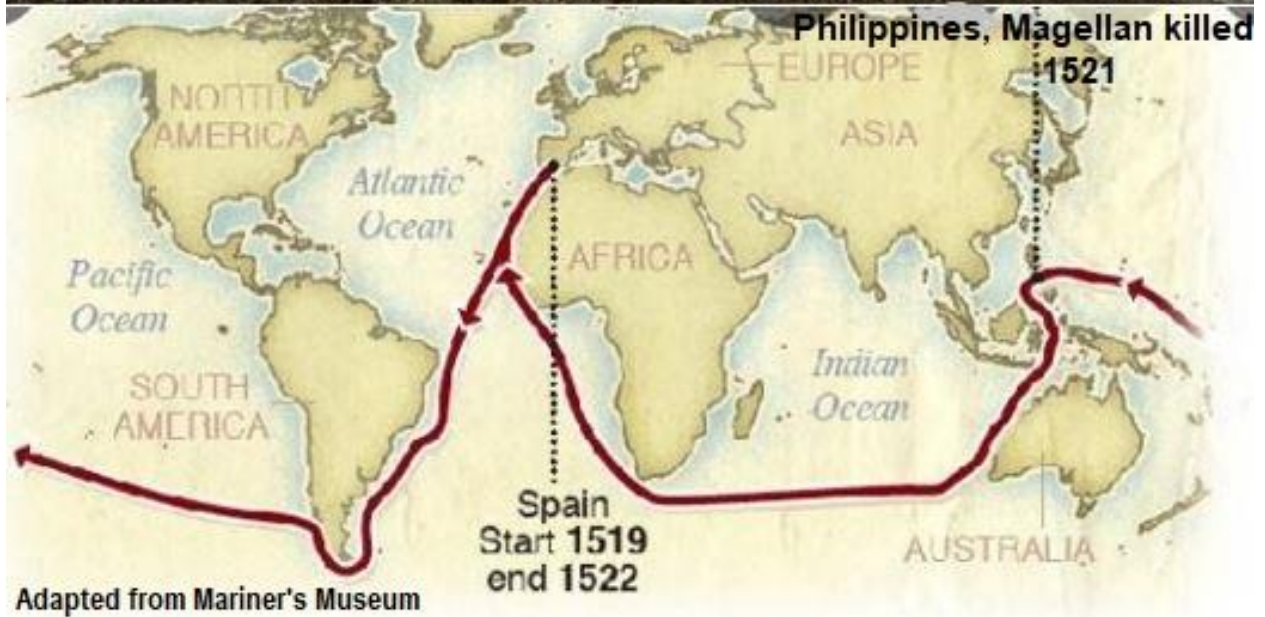 Philippines, Magellan killed
1521
EUROPE
NORTH
AMERICA
ASIA
Atlantic
Ocean
AFRICA
Pacific
Ocean
Indian
Ocean
SOUTH
AMERICA
Spain
Start 1519
end 1522
AUSTRALIA
Adapted from Mariner's Museum